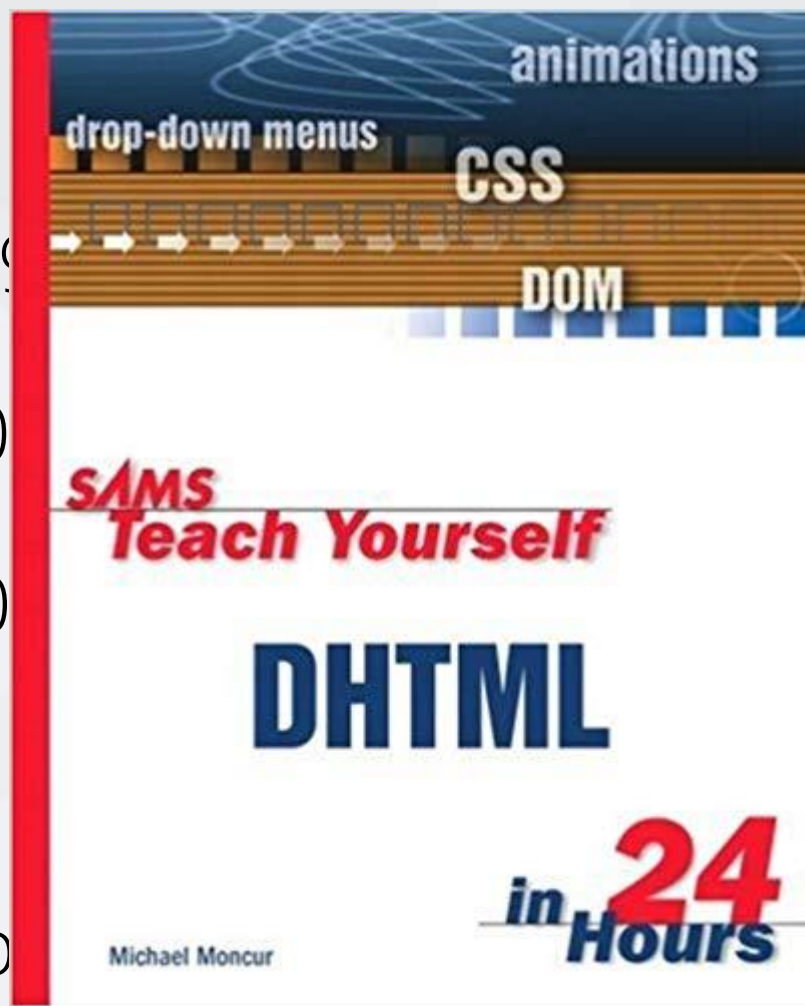 animations
drop-down menus
CSS
DOM
SAMS
Teach Yourself
DHTML
in 24
Hours
Michael Moncur